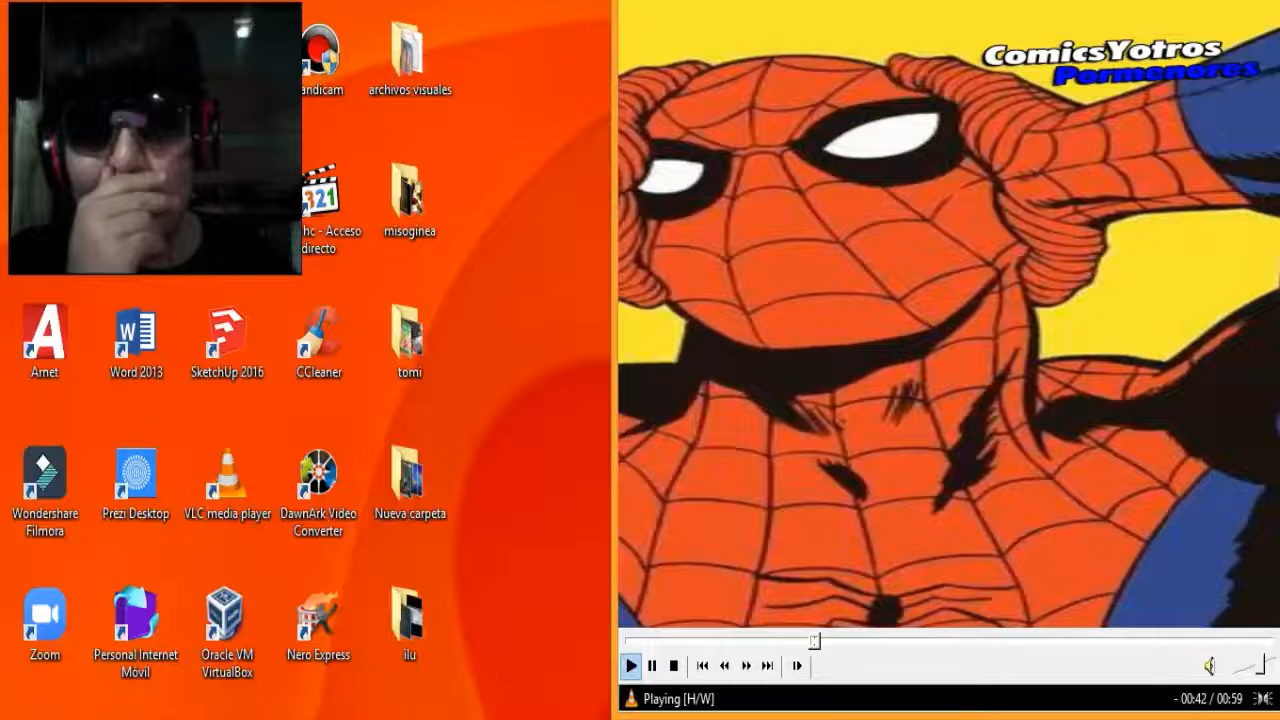 andicam
archivos visuales
ComicsYotros
Pormenores
321
hc - Acceso
directo
misoginea
Arnet
Word 2013
SketchUp 2016
CCleaner
tomi
Wondershare
Filmora
Prezi Desktop
VLC media player
DawnArk Video
Converter
Nueva carpeta
Zoom
Personal Internet
Móvil
Oracle VM
VirtualBox
Nero Express
ilu
Playing [H/W]
- 00:42 / 00:59